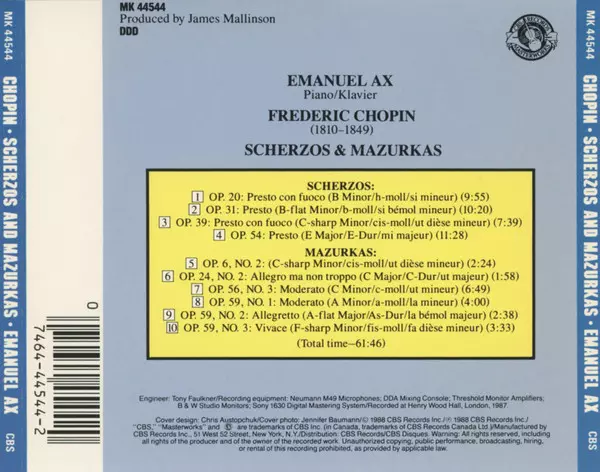 MK 44544
Produced by James Mallinson
DDD
CBS RECORDS
MASTERWORKS
EMANUEL AX
Piano/Klavier
FREDERIC CHOPIN
(1810-1849)
SCHERZOS & MAZURKAS
SCHERZOS:
1 OP. 20: Presto con fuoco (B Minor/h-moll/si mineur) (9:55)
2 OP. 31: Presto (B-flat Minor/b-moll/si bémol mineur) (10:20)
3 OP. 39: Presto con fuoco (C-sharp Minor/cis-moll/ut dièse mineur) (7:39)
4 OP. 54: Presto (E Major/E-Dur/mi majeur) (11:28)
MAZURKAS:
5 OP. 6, NO. 2: (C-sharp Minor/cis-moll/ut dièse mineur) (2:24)
6 OP. 24, NO. 2: Allegro ma non troppo (C Major/C-Dur/ut majeur) (1:58)
7 OP. 56, NO. 3: Moderato (C Minor/c-moll/ut mineur) (6:49)
8 OP. 59, NO. 1: Moderato (A Minor/a-moll/la mineur) (4:00)
9 OP. 59, NO. 2: Allegretto (A-flat Major/As-Dur/la bémol majeur) (2:38)
10 OP. 59, NO. 3: Vivace (F-sharp Minor/fis-moll/fa dièse mineur) (3:33)
(Total time—61:46)
Engineer: Tony Faulkner/Recording equipment: Neumann M49 Microphones; DDA Mixing Console; Threshold Monitor Amplifiers;
B & W Studio Monitors; Sony 1630 Digital Mastering System/Recorded at Henry Wood Hall, London, 1987.
Cover design: Chris Austopchuk/Cover photo: Jennifer Baumann/© 1988 CBS Records Inc./℗ 1988 CBS Records Inc./
"CBS," "Masterworks" and are trademarks of CBS Inc. (in Canada trademarks of CBS Records Canada Ltd.)/Manufactured by
CBS Records Inc., 51 West 52 Street, New York, N.Y./Distribution: CBS Records/CBS Disques. Warning: All rights reserved.
of the producer and of the owner of the recorded work. Unauthorized copying, public performance, broadcasting, hiring,
or rental of this recording prohibited, as provided by applicable law.
MK 44544
CHOPIN • SCHERZOS AND MAZURKAS • EMANUEL AX
CBS
MK 44544
CHOPIN • SCHERZOS AND MAZURKAS • EMANUEL AX
CBS
0
7464-44544-2